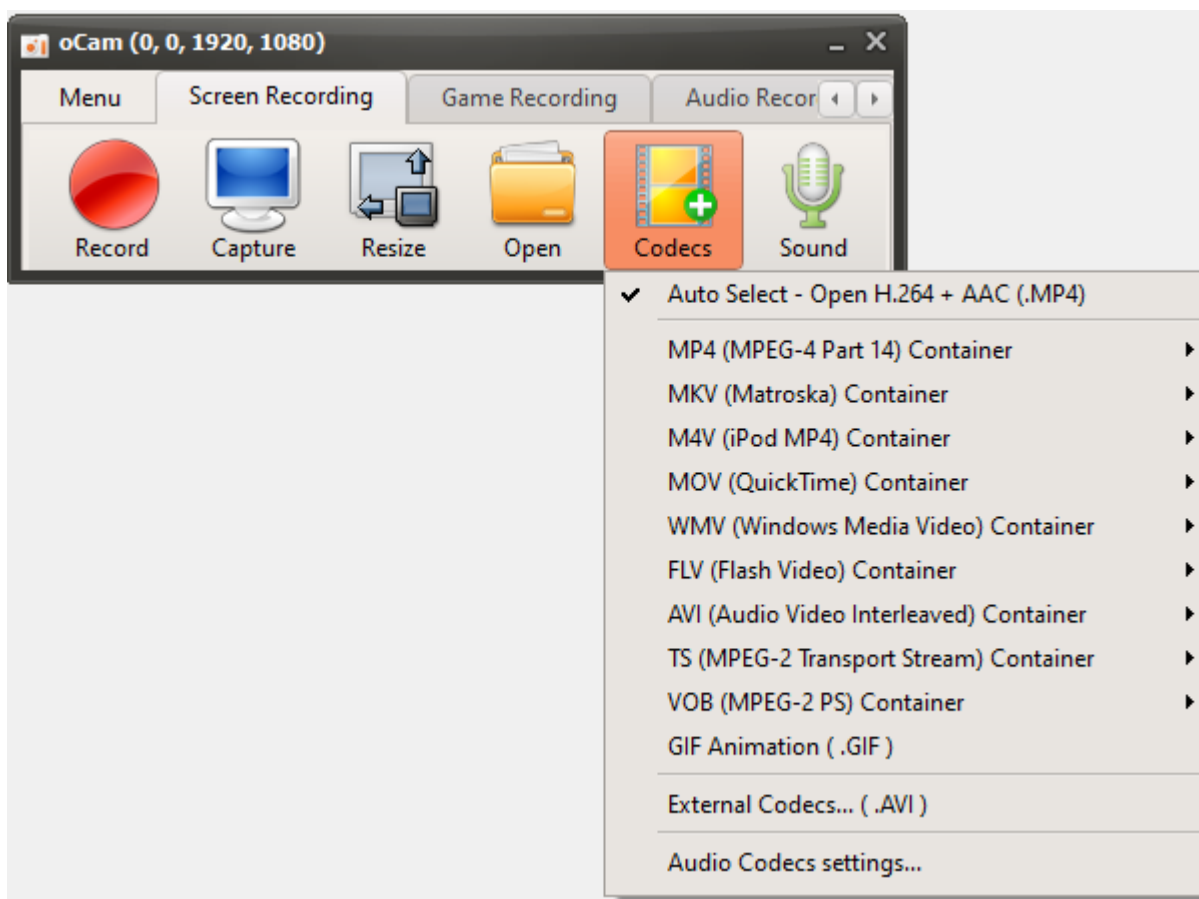 oCam (0, 0, 1920, 1080)
Menu Screen Recording Game Recording Audio Recor
Record Capture Resize Open Codecs Sound
Auto Select - Open H.264 + AAC (.MP4)
MP4 (MPEG-4 Part 14) Container
MKV (Matroska) Container
M4V (iPod MP4) Container
MOV (QuickTime) Container
WMV (Windows Media Video) Container
FLV (Flash Video) Container
AVI (Audio Video Interleaved) Container
TS (MPEG-2 Transport Stream) Container
VOB (MPEG-2 PS) Container
GIF Animation ( .GIF )
External Codecs... ( .AVI )
Audio Codecs settings...